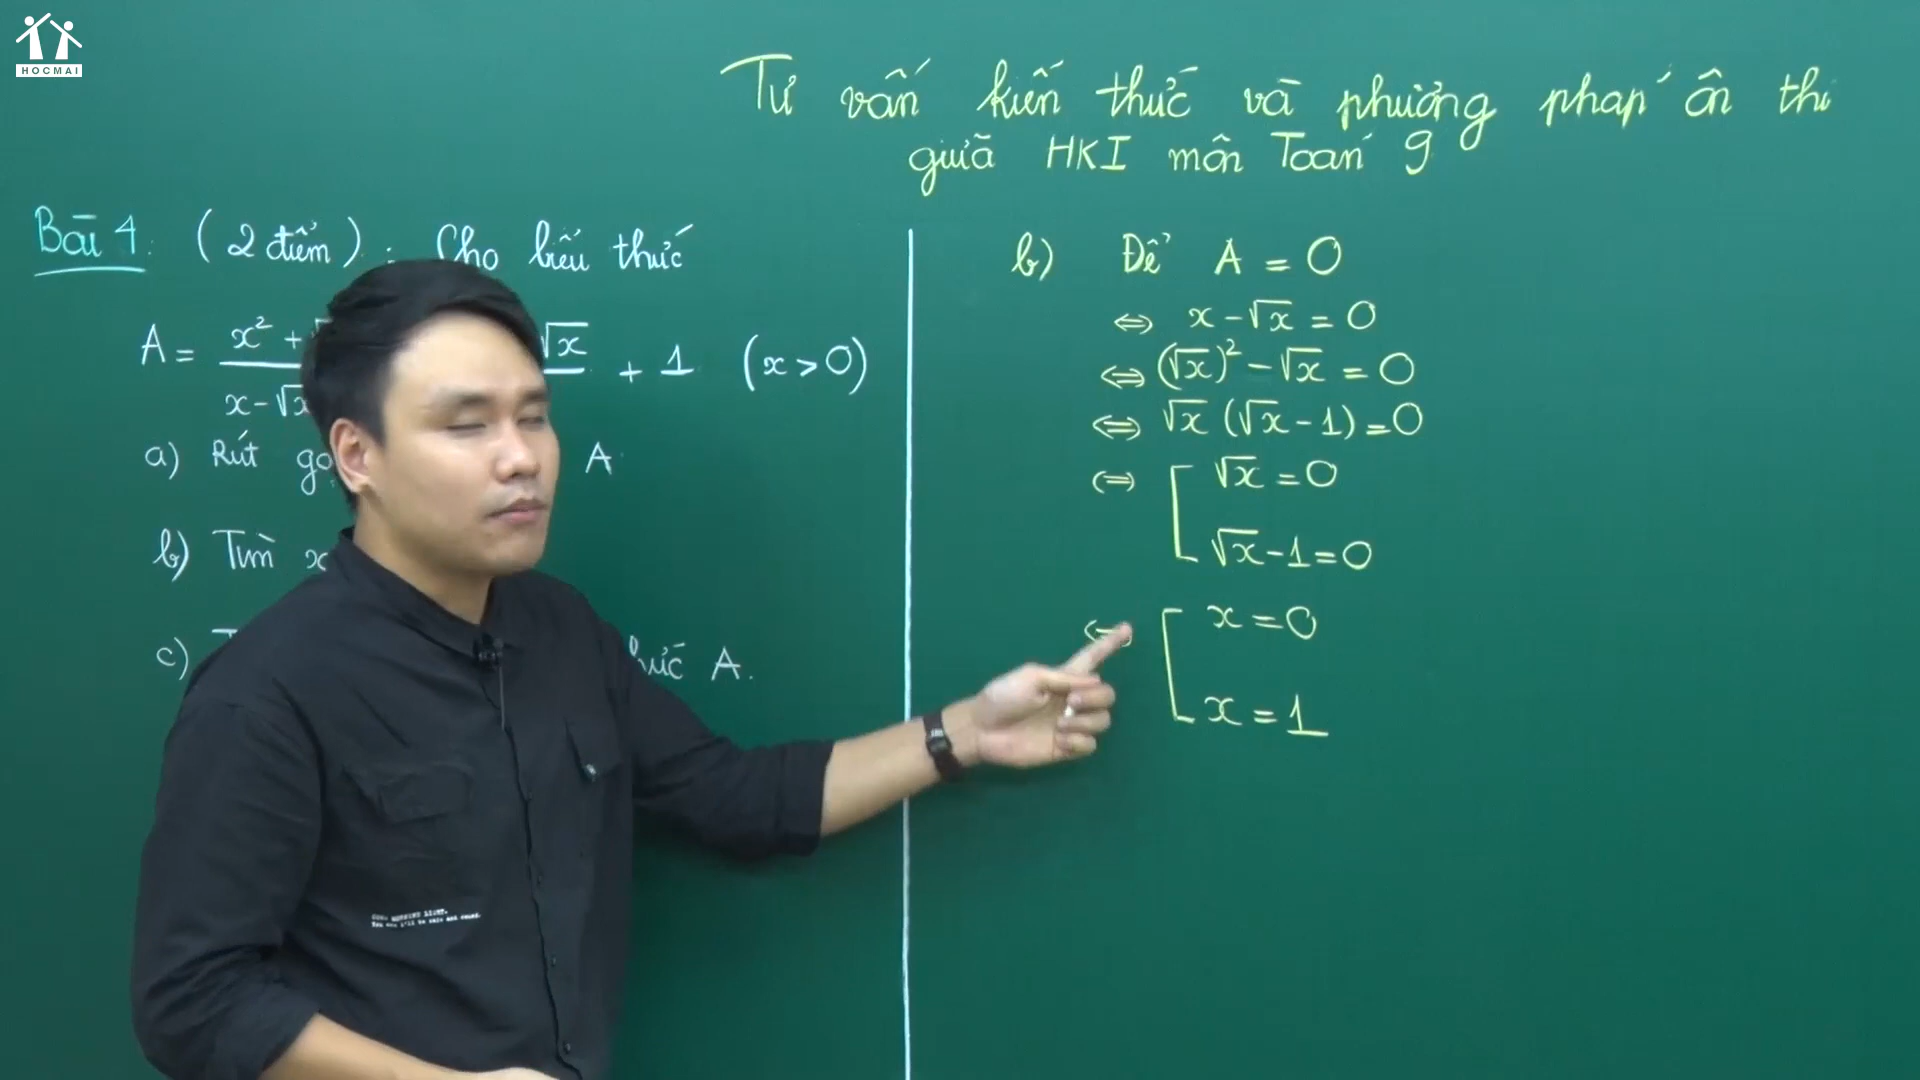 HOCMAI
Tư vấn kiến thức và phương pháp ôn thi
giữa HKI môn Toán 9
Bài 4: (2 điểm): Cho biểu thức
A = x² + √x + 1 (x > 0)
x - √x
a) Rút A.
b) Tìm x
c) thức A.
b) Để A = 0
⇔ x - √x = 0
⇔ (√x)² - √x = 0
⇔ √x (√x - 1) = 0
⇔ [ √x = 0
√x - 1 = 0
⇔ [ x = 0
x = 1